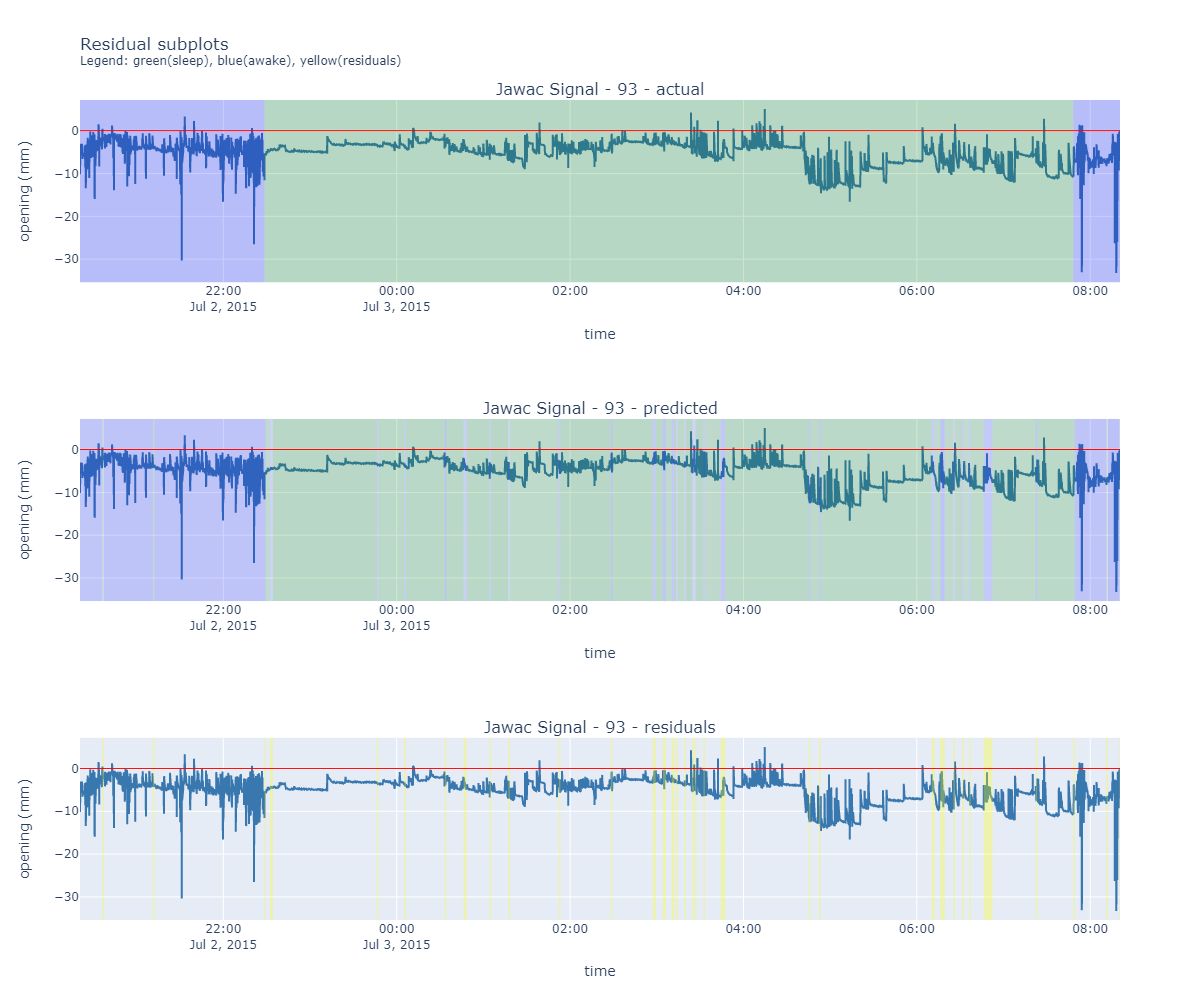 Residual subplots
Legend: green(sleep), blue(awake), yellow(residuals)
Jawac Signal - 93 - actual
opening (mm)
0
−10
−20
−30
22:00 00:00 02:00 04:00 06:00 08:00
Jul 2, 2015 Jul 3, 2015
time
Jawac Signal - 93 - predicted
opening (mm)
0
−10
−20
−30
22:00 00:00 02:00 04:00 06:00 08:00
Jul 2, 2015 Jul 3, 2015
time
Jawac Signal - 93 - residuals
opening (mm)
0
−10
−20
−30
22:00 00:00 02:00 04:00 06:00 08:00
Jul 2, 2015 Jul 3, 2015
time